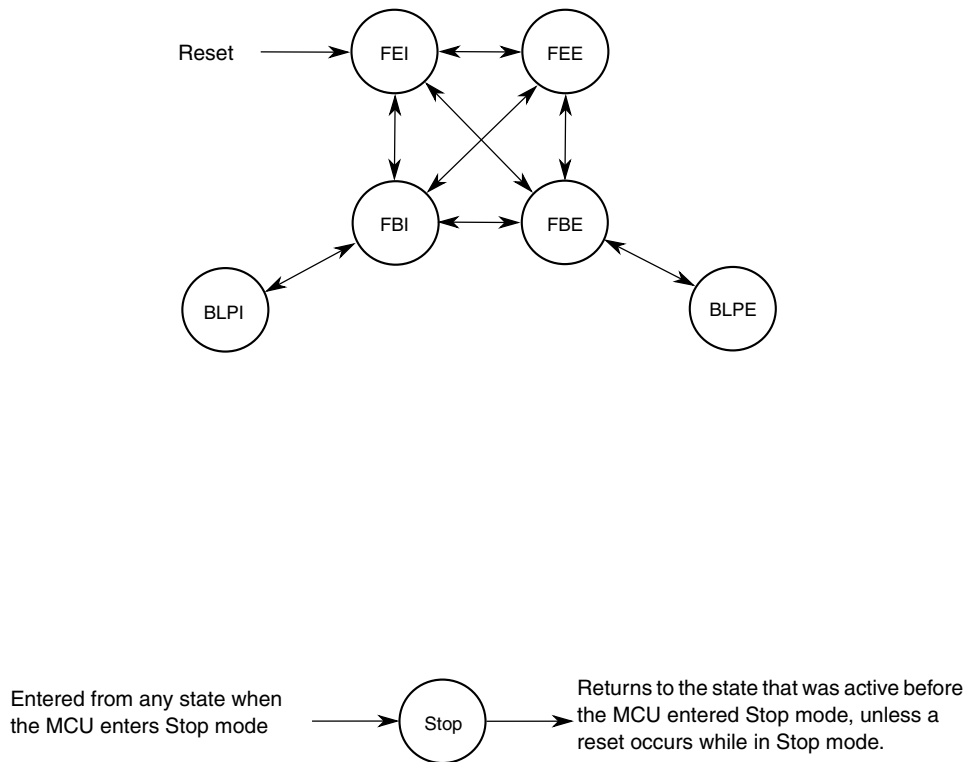 Reset
FEI
FEE
FBI
FBE
BLPI
BLPE
Entered from any state when
the MCU enters Stop mode
Stop
Returns to the state that was active before
the MCU entered Stop mode, unless a
reset occurs while in Stop mode.